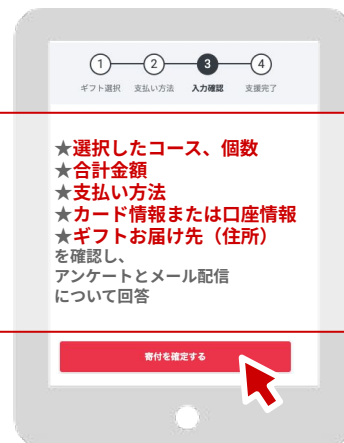 1 2 3 4
ギフト選択 支払い方法 入力確認 支援完了
★選択したコース、個数
★合計金額
★支払い方法
★カード情報または口座情報
★ギフトお届け先（住所）
を確認し、
アンケートとメール配信
について回答
寄付を確定する